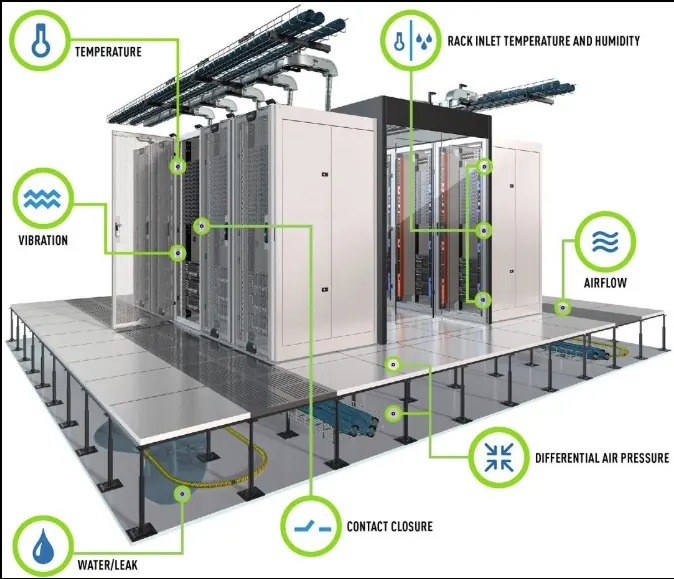 TEMPERATURE
RACK INLET TEMPERATURE AND HUMIDITY
VIBRATION
AIRFLOW
DIFFERENTIAL AIR PRESSURE
CONTACT CLOSURE
WATER/LEAK